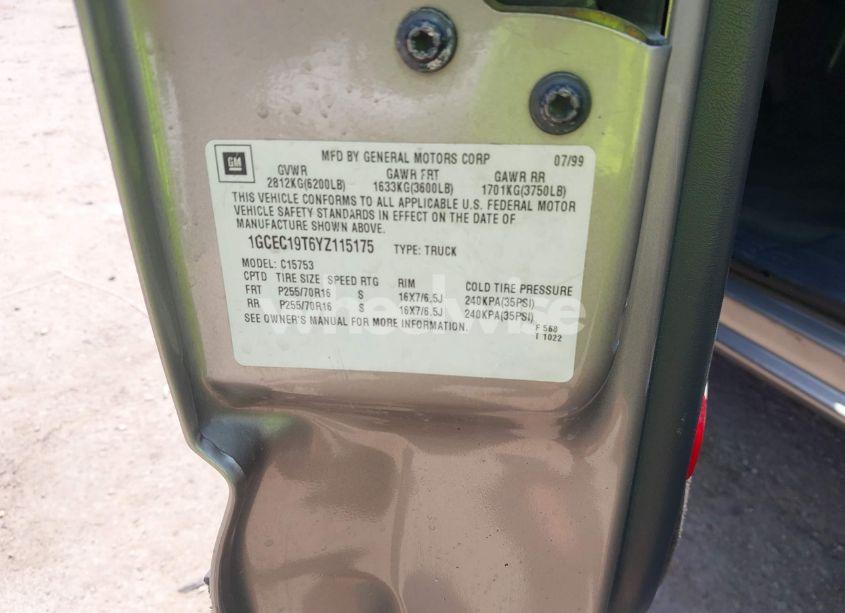 GM
MFD BY GENERAL MOTORS CORP 07/99
GVWR GAWR FRT GAWR RR
2812KG(6200LB) 1633KG(3600LB) 1701KG(3750LB)
THIS VEHICLE CONFORMS TO ALL APPLICABLE U.S. FEDERAL MOTOR
VEHICLE SAFETY STANDARDS IN EFFECT ON THE DATE OF
MANUFACTURE SHOWN ABOVE.
1GCEC19T6YZ115175 TYPE: TRUCK
MODEL: C15753
CPTD TIRE SIZE SPEED RTG RIM COLD TIRE PRESSURE
FRT P255/70R16 S 16X7/6.5J 240KPA(35PSI)
RR P255/70R16 S 16X7/6.5J 240KPA(35PSI)
SEE OWNER'S MANUAL FOR MORE INFORMATION.
F 568
T 1022
wheelwise